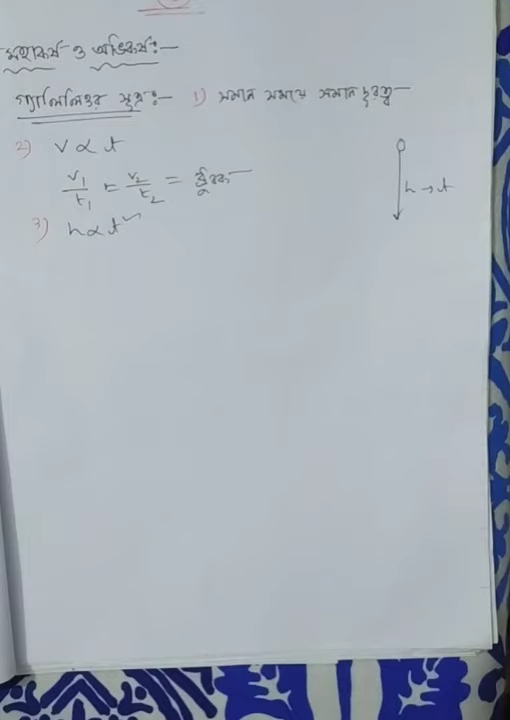 মহাকর্ষ ও অভিকর্ষঃ—
গ্যালিলিওর সূত্রঃ— 1) সমান সময়ে সমান দূরত্ব—
2) v ∝ t
v₁/t₁ = v₂/t₂ = ধ্রুবক—
h → t
3) h ∝ t²